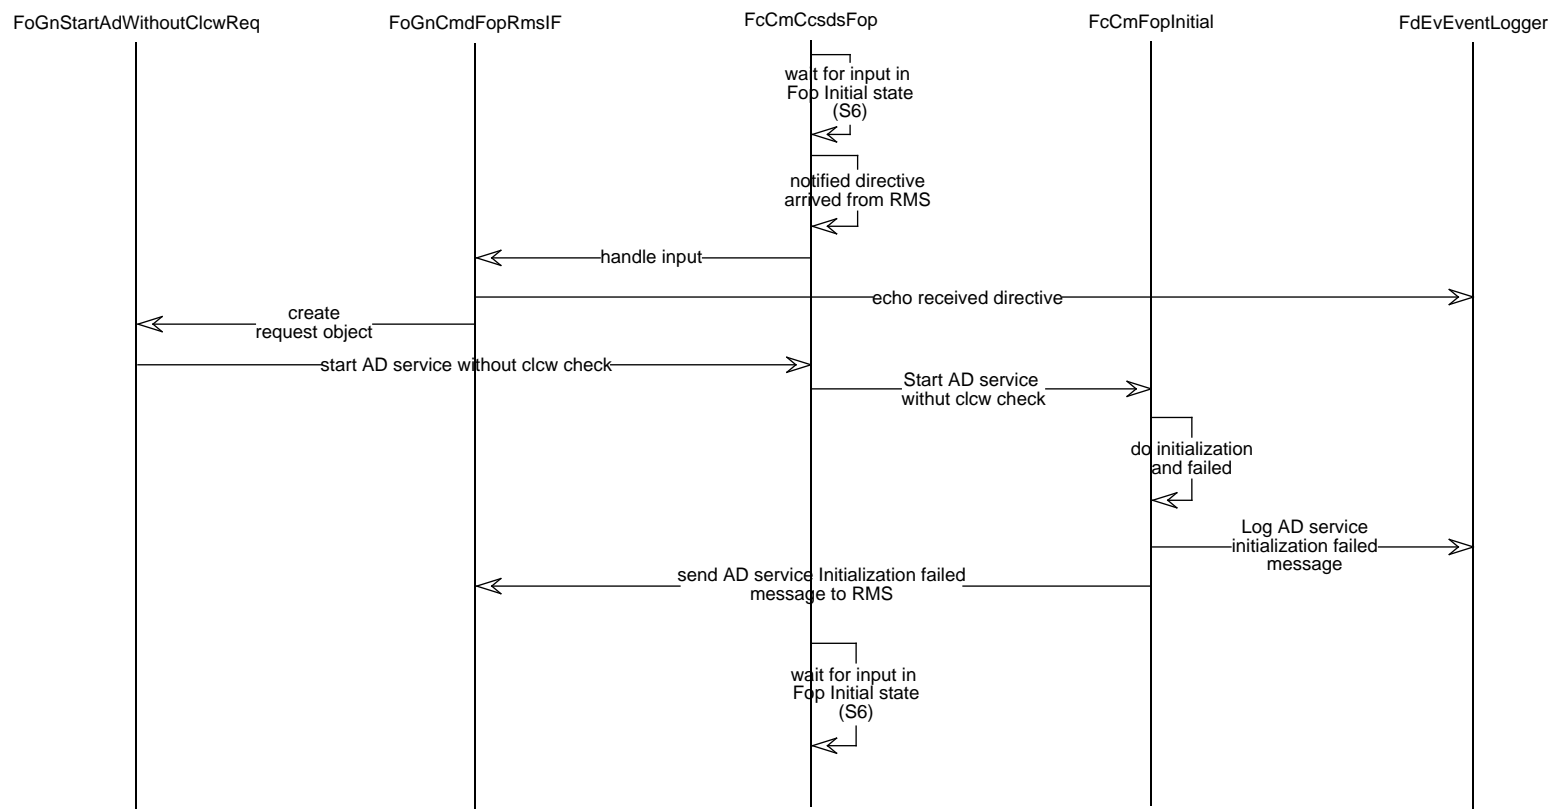 FoGnStartAdWithoutClcwReq
FoGnCmdFopRmsIF
FcCmCcsdsFop
FcCmFopInitial
FdEvEventLogger
wait for input in
Fop Initial state
(S6)
notified directive
arrived from RMS
handle input
echo received directive
create
request object
start AD service without clcw check
Start AD service
withut clcw check
do initialization
and failed
Log AD service
initialization failed
message
send AD service Initialization failed
message to RMS
wait for input in
Fop Initial state
(S6)